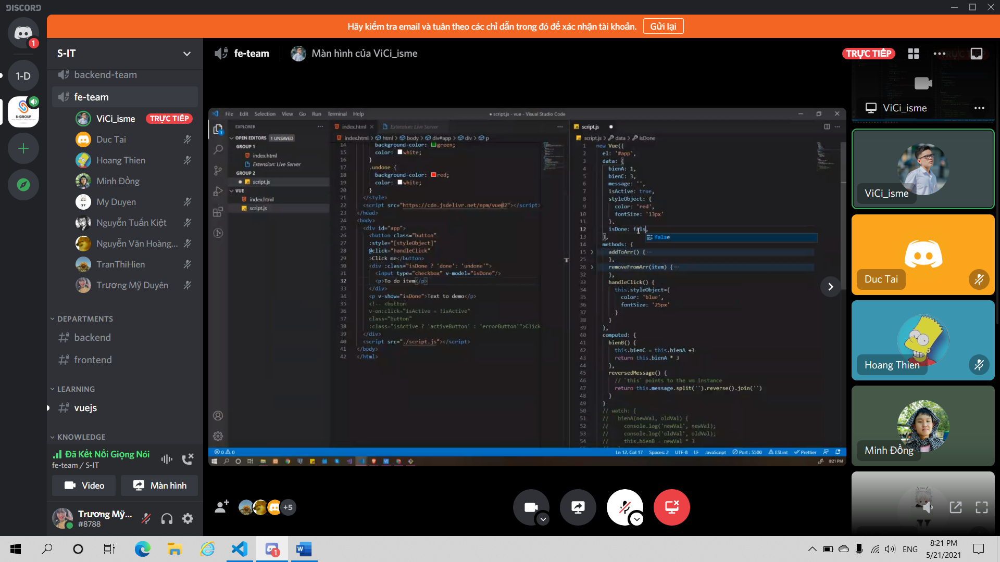 DISCORD
Hãy kiểm tra email và tuân theo các chỉ dẫn trong đó để xác nhận tài khoản.
Gửi lại
1
1-D
S-GROUP
S-IT
backend-team
fe-team
ViCi_isme
TRỰC TIẾP
Duc Tai
Hoang Thien
Minh Đồng
My Duyen
Nguyễn Tuấn Kiệt
Nguyễn Văn Hoàng...
TranThiHien
Trương Mỹ Duyên
DEPARTMENTS
backend
frontend
LEARNING
vuejs
KNOWLEDGE
Đã Kết Nối Giọng Nói
fe-team / S-IT
Video
Màn hình
Trương Mỹ...
#8788
fe-team
Màn hình của ViCi_isme
TRỰC TIẾP
File Edit Selection View Go Run Terminal Help
● script.js - vue - Visual Studio Code
EXPLORER
OPEN EDITORS 1 UNSAVED
GROUP 1
index.html
Extension: Live Server
GROUP 2
script.js
VUE
index.html
script.js
index.html
Extension: Live Server
index.html > html > body > div#app > div > p
14 background-color: green;
15 color: white;
16 }
17 .undone {
18 background-color: red;
19 color: white;
20 }
21 </style>
22 <script src="https://cdn.jsdelivr.net/npm/vue@2"></script>
23 </head>
24 <body>
25 <div id="app">
26 <button class="button"
27 :style="[styleObject]"
28 @click="handleClick"
29 >Click me</button>
30 <div :class="isDone ? 'done': 'undone'">
31 <input type="checkbox" v-model="isDone"/>
32 <p>To do item</p>
33 </div>
34 <p v-show="isDone">Text to demo</p>
35 <!-- <button
36 v-on:click="isActive = !isActive"
37 class="button"
38 :class="isActive ? 'activeButton' : 'errorButton'">Click
39 </div>
40 <script src="./script.js"></script>
41 </body>
42 </html>
script.js
script.js > data > isDone
1 new Vue({
2 el: '#app',
3 data: {
4 bienA: 1,
5 bienC: 3,
6 message: '',
7 isActive: true,
8 styleObject: {
9 color: 'red',
10 fontSize: '13px'
11 },
12 isDone: fals,
false
13 },
14 methods: {
15 addToArr() { ...
25 },
26 removeFromArr(item) { ...
32 },
33 handleClick() {
34 this.styleObject={
35 color: 'blue',
36 fontSize: '25px'
37 }
38 }
39 },
40 computed: {
41 bienB() {
42 this.bienC = this.bienA +3
43 return this.bienA * 3
44 },
45 reversedMessage() {
46 // `this` points to the vm instance
47 return this.message.split('').reverse().join('')
48 }
49 }
50 // watch: {
51 // bienA(newVal, oldVal) {
52 // console.log('newVal', newVal);
53 // console.log('oldVal', oldVal);
54 // this.bienB = newVal * 3
0 0
Ln 12, Col 17 Spaces: 2 UTF-8 LF JavaScript Port : 5500 ESLint Prettier
8:21 PM
+5
ViCi_isme
ViCi_isme
Duc Tai
Hoang Thien
Minh Đồng
1
ENG
8:21 PM
5/21/2021